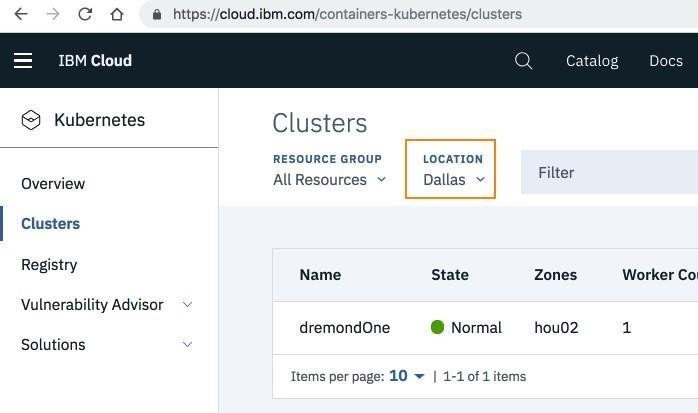 https://cloud.ibm.com/containers-kubernetes/clusters
IBM Cloud Catalog Docs
Kubernetes
Overview
Clusters
Registry
Vulnerability Advisor
Solutions
Clusters
RESOURCE GROUP LOCATION
All Resources Dallas Filter
Name State Zones Worker Cou
dremondOne Normal hou02 1
Items per page: 10 | 1-1 of 1 items